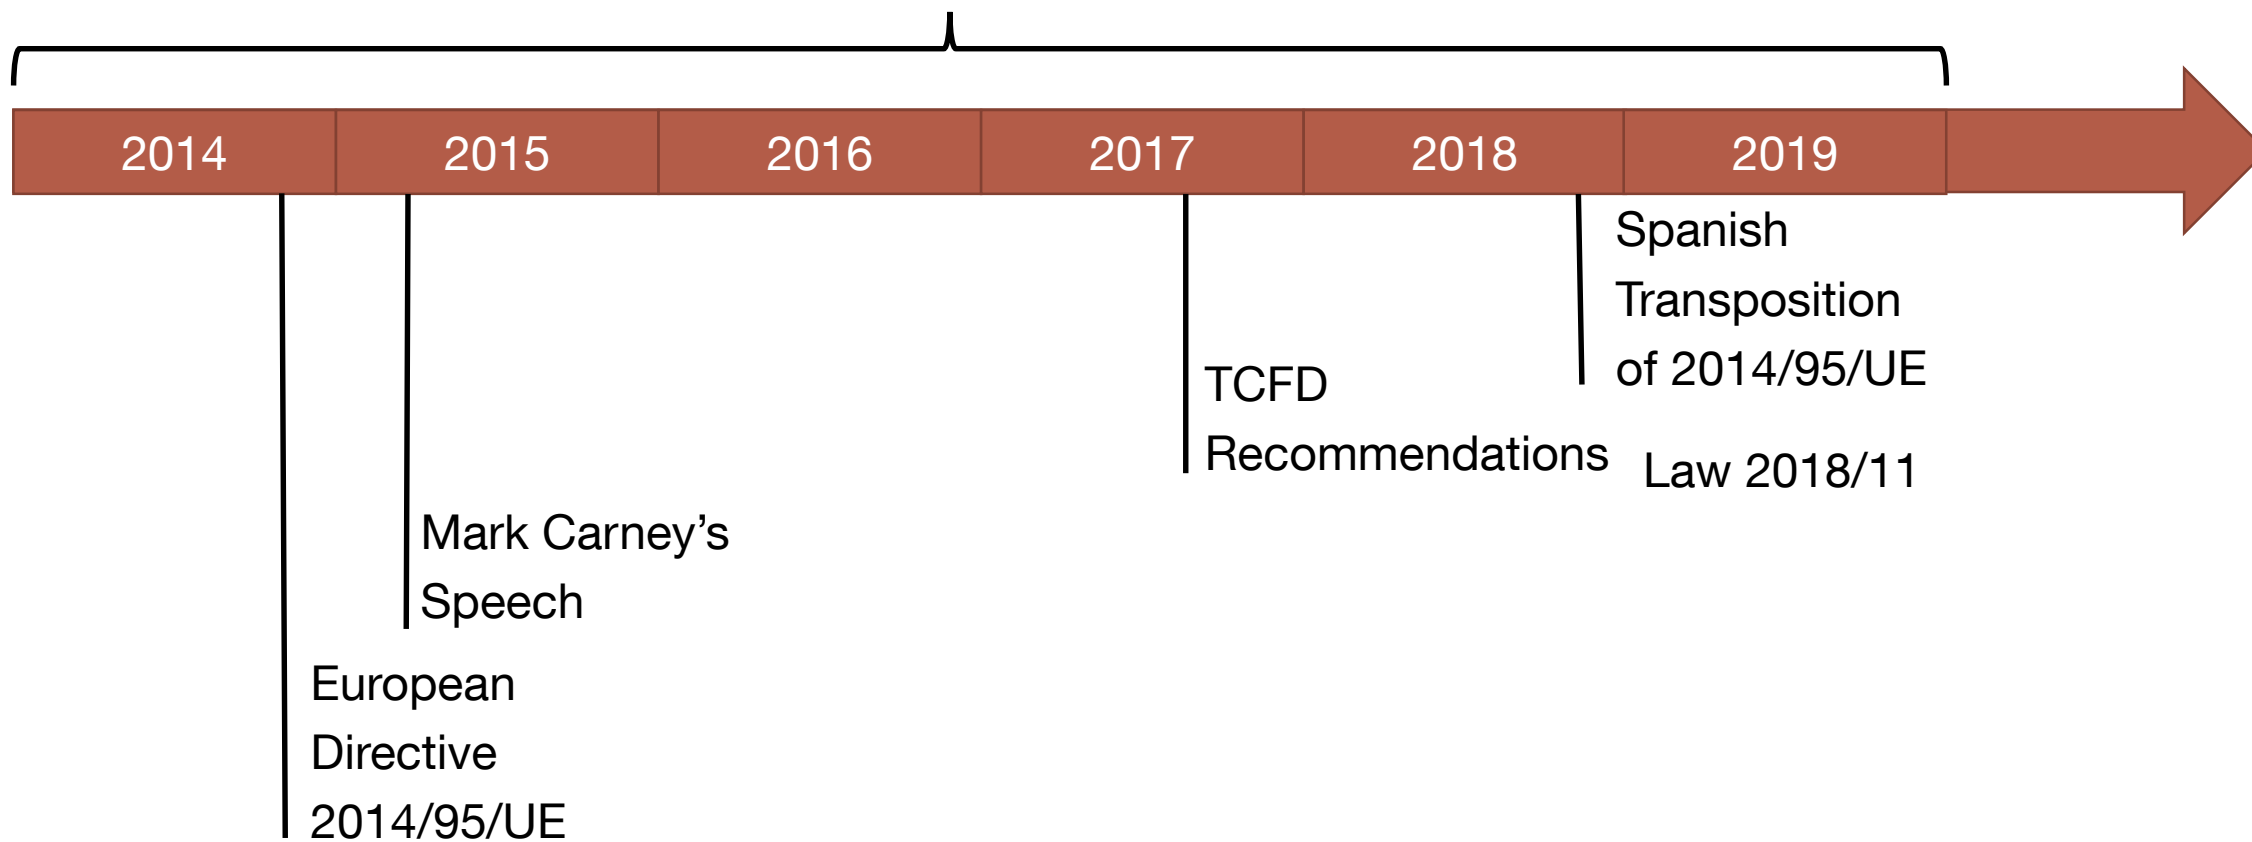 2014
2015
2016
2017
2018
2019
Spanish
Transposition
of 2014/95/UE
Law 2018/11
TCFD
Recommendations
Mark Carney’s
Speech
European
Directive
2014/95/UE